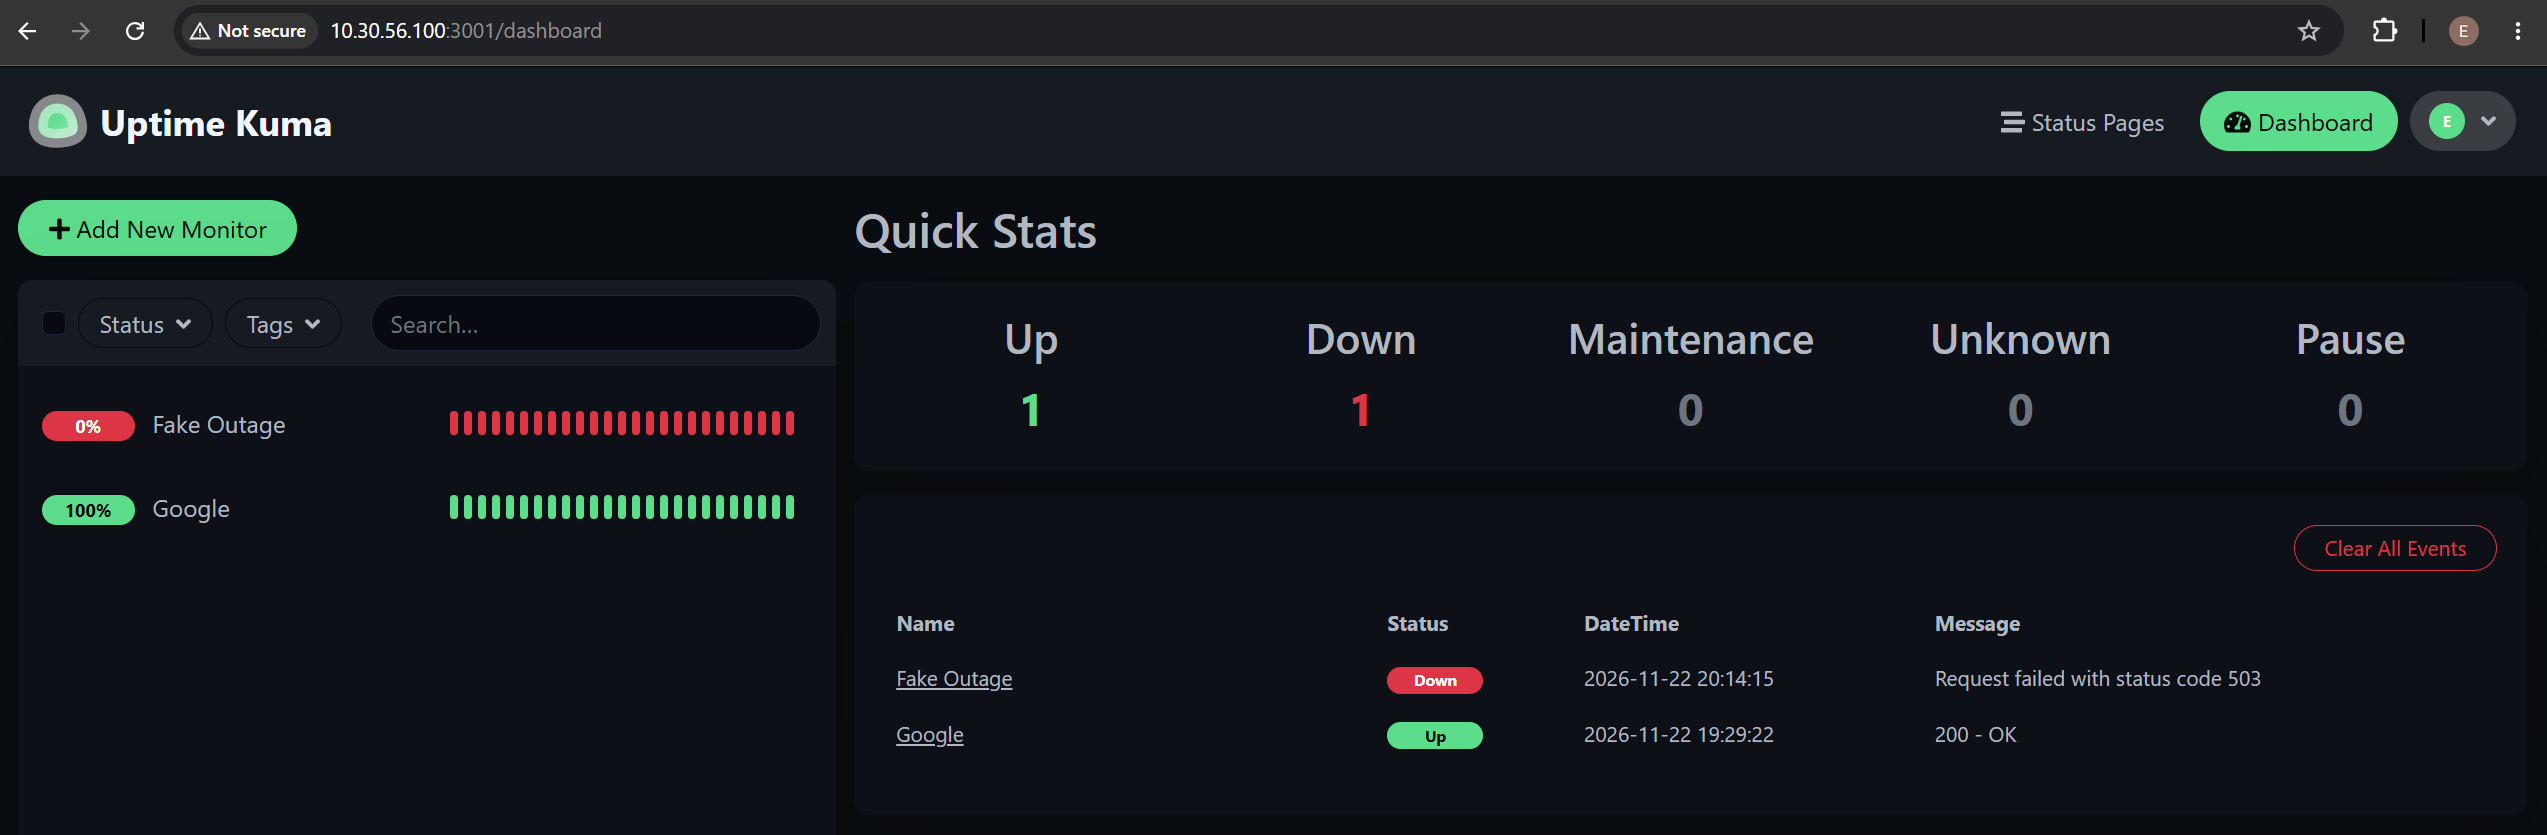 Not secure 10.30.56.100:3001/dashboard E
Uptime Kuma
Status Pages
Dashboard
E
Add New Monitor
Status Tags Search...
0% Fake Outage
100% Google
Quick Stats
Up Down Maintenance Unknown Pause
1 1 0 0 0
Clear All Events
Name Status DateTime Message
Fake Outage Down 2026-11-22 20:14:15 Request failed with status code 503
Google Up 2026-11-22 19:29:22 200 - OK